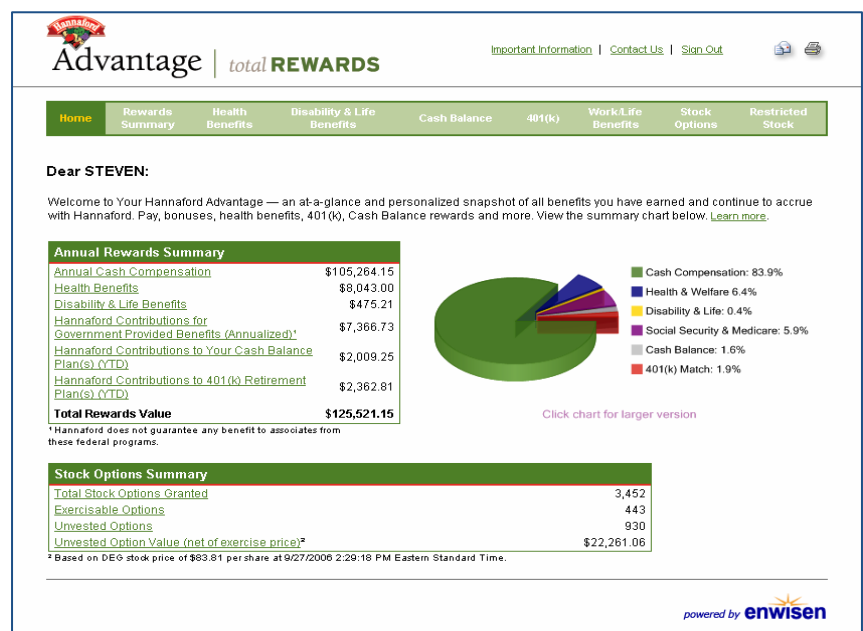 Hannaford
Advantage | total REWARDS
Important Information | Contact Us | Sign Out
Home
Rewards Summary
Health Benefits
Disability & Life Benefits
Cash Balance
401(k)
Work/Life Benefits
Stock Options
Restricted Stock
Dear STEVEN:
Welcome to Your Hannaford Advantage — an at-a-glance and personalized snapshot of all benefits you have earned and continue to accrue
with Hannaford. Pay, bonuses, health benefits, 401(k), Cash Balance rewards and more. View the summary chart below. Learn more.
Annual Rewards Summary
Annual Cash Compensation $105,264.15
Health Benefits $8,043.00
Disability & Life Benefits $475.21
Hannaford Contributions for
Government Provided Benefits (Annualized)¹ $7,366.73
Hannaford Contributions to Your Cash Balance
Plan(s) (YTD) $2,009.25
Hannaford Contributions to 401(k) Retirement
Plan(s) (YTD) $2,362.81
Total Rewards Value $125,521.15
¹ Hannaford does not guarantee any benefit to associates from
these federal programs.
Cash Compensation: 83.9%
Health & Welfare 6.4%
Disability & Life: 0.4%
Social Security & Medicare: 5.9%
Cash Balance: 1.6%
401(k) Match: 1.9%
Click chart for larger version
Stock Options Summary
Total Stock Options Granted 3,452
Exercisable Options 443
Unvested Options 930
Unvested Option Value (net of exercise price)² $22,261.06
² Based on DEG stock price of $83.81 per share at 9/27/2006 2:29:18 PM Eastern Standard Time.
powered by enwisen